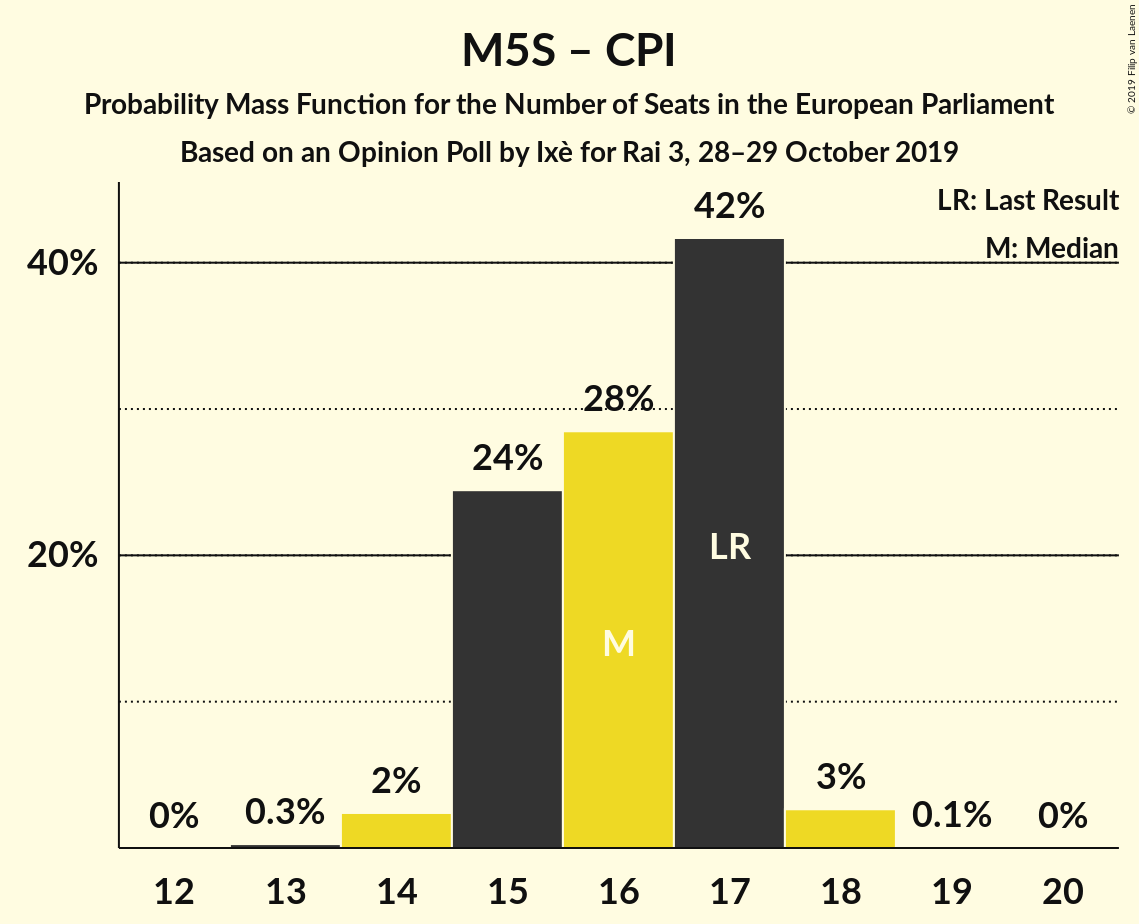 M5S – CPI
Probability Mass Function for the Number of Seats in the European Parliament
Based on an Opinion Poll by Ixè for Rai 3, 28–29 October 2019
© 2019 Filip van Laenen
LR: Last Result
M: Median
40%
20%
0%
0.3%
2%
24%
28%
42%
3%
0.1%
0%
M
LR
12 13 14 15 16 17 18 19 20